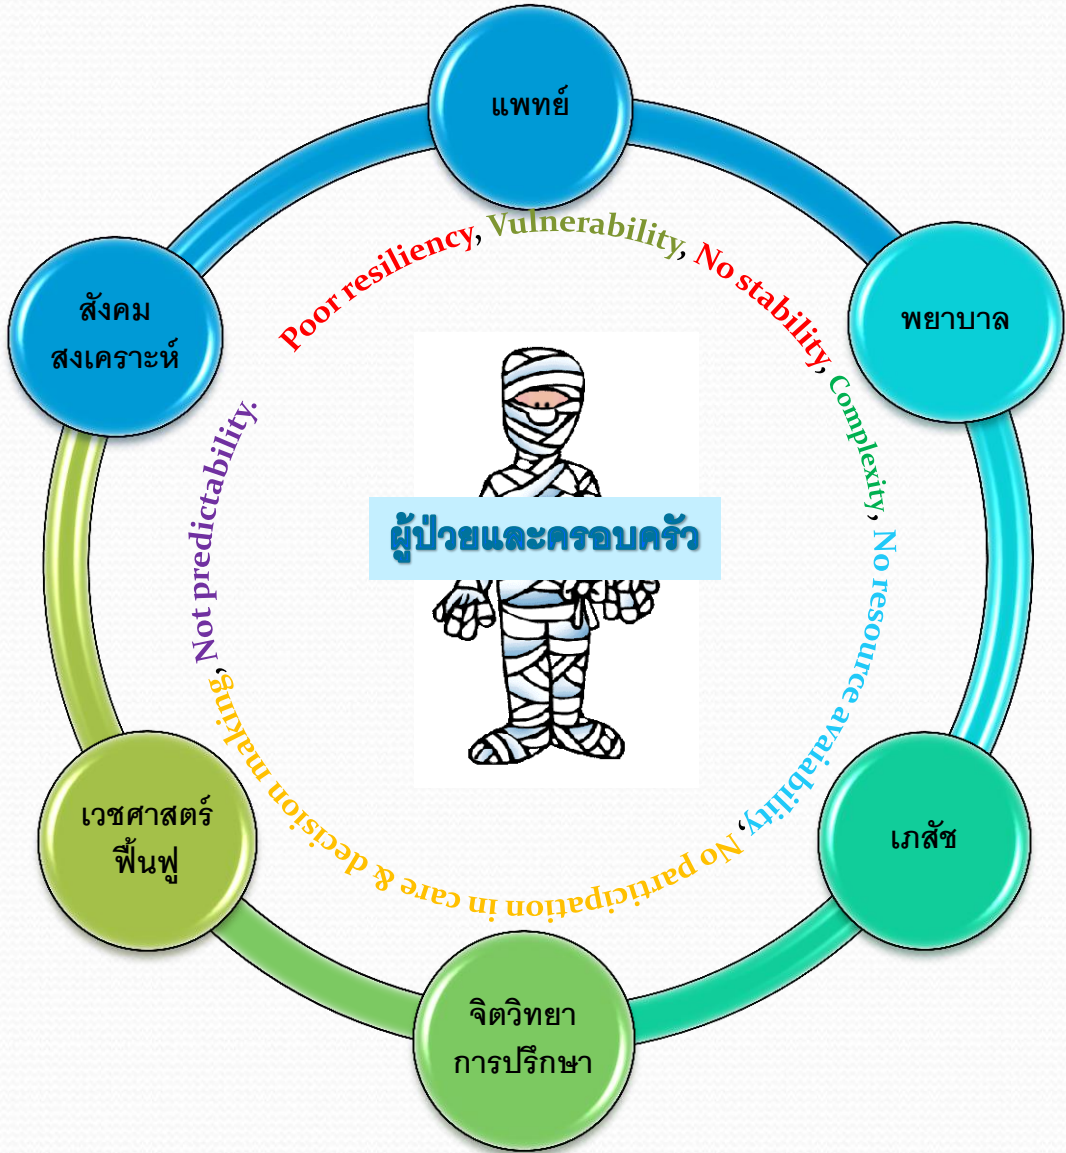 แพทย์
พยาบาล
เภสัช
จิตวิทยา
การปรึกษา
เวชศาสตร์
ฟื้นฟู
สังคม
สงเคราะห์
Poor resiliency, Vulnerability, No stability, Complexity, No resource avaiability, No participation in care & decision making, Not predictability.
ผู้ป่วยและครอบครัว